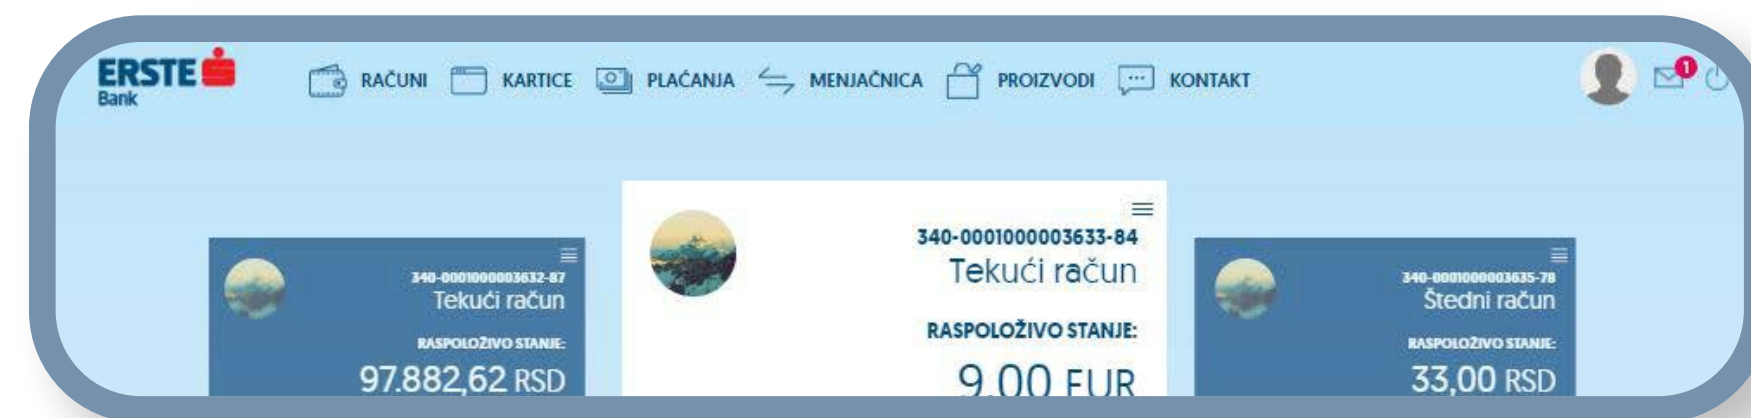 ERSTE
Bank
RAČUNI KARTICE PLAĆANJA MENJAČNICA PROIZVODI KONTAKT
1
340-0001000003632-87
Tekući račun
RASPOLOŽIVO STANJE:
97.882,62 RSD
340-0001000003633-84
Tekući račun
RASPOLOŽIVO STANJE:
9,00 EUR
340-0001000003635-78
Štedni račun
RASPOLOŽIVO STANJE:
33,00 RSD